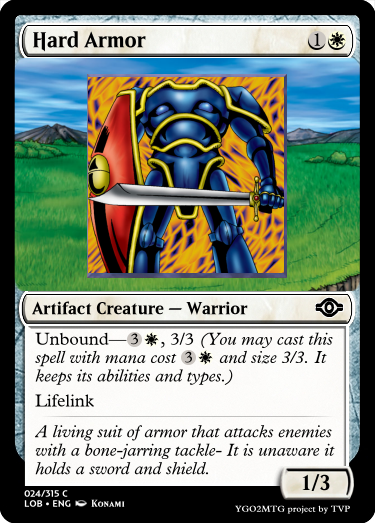 Hard Armor 1
Artifact Creature — Warrior
Unbound—3, 3/3 (You may cast this
spell with mana cost 3 and size 3/3. It
keeps its abilities and types.)
Lifelink
A living suit of armor that attacks enemies
with a bone-jarring tackle- It is unaware it
holds a sword and shield.
1/3
024/315 C
LOB • ENG Konami
YGO2MTG project by TVP